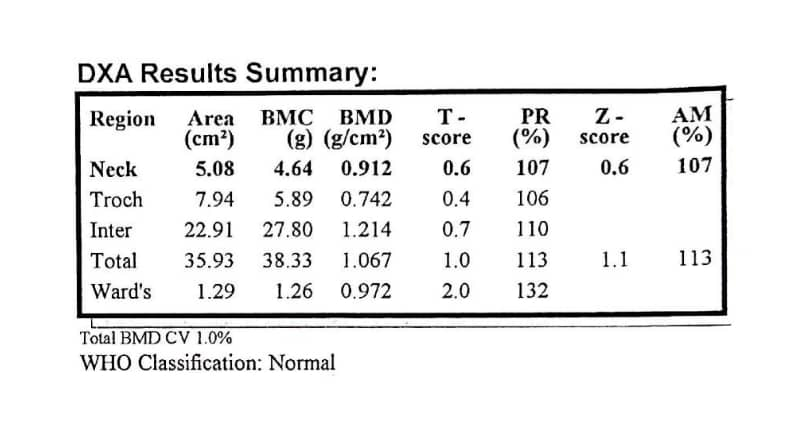 DXA Results Summary:
Region Area (cm²) BMC (g) BMD (g/cm²) T-score PR (%) Z-score AM (%)
Neck 5.08 4.64 0.912 0.6 107 0.6 107
Troch 7.94 5.89 0.742 0.4 106
Inter 22.91 27.80 1.214 0.7 110
Total 35.93 38.33 1.067 1.0 113 1.1 113
Ward's 1.29 1.26 0.972 2.0 132
Total BMD CV 1.0%
WHO Classification: Normal